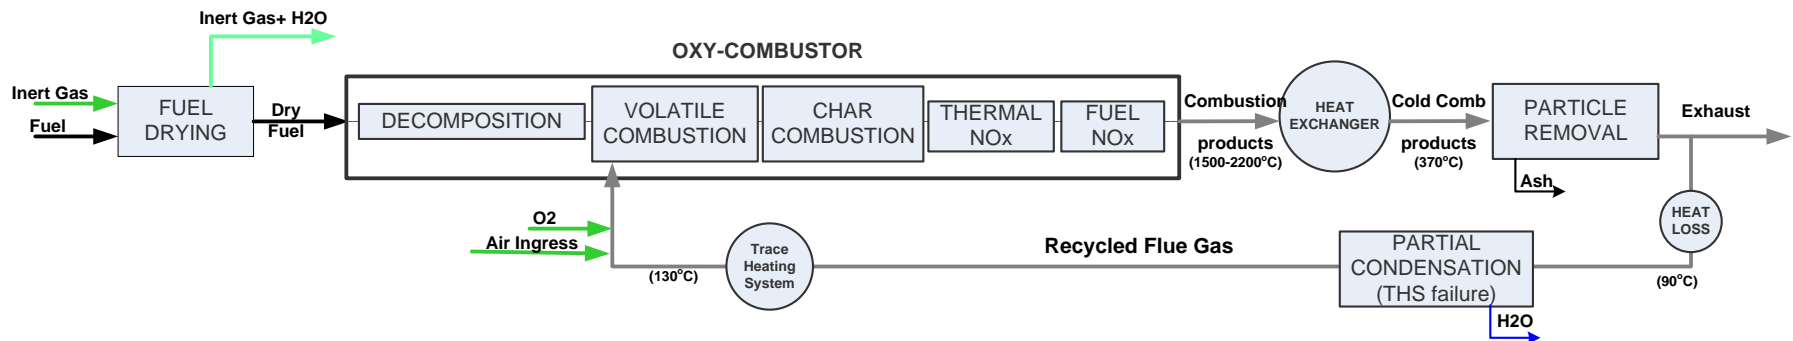 Inert Gas+ H2O
OXY-COMBUSTOR
Inert Gas
Fuel
FUEL
DRYING
Dry
Fuel
DECOMPOSITION
VOLATILE
COMBUSTION
CHAR
COMBUSTION
THERMAL
NOx
FUEL
NOx
Combustion
products
(1500-2200°C)
HEAT
EXCHANGER
Cold Comb
products
(370°C)
PARTICLE
REMOVAL
Exhaust
Ash
HEAT
LOSS
O2
Air Ingress
(130°C)
Trace
Heating
System
Recycled Flue Gas
PARTIAL
CONDENSATION
(THS failure)
(90°C)
H2O